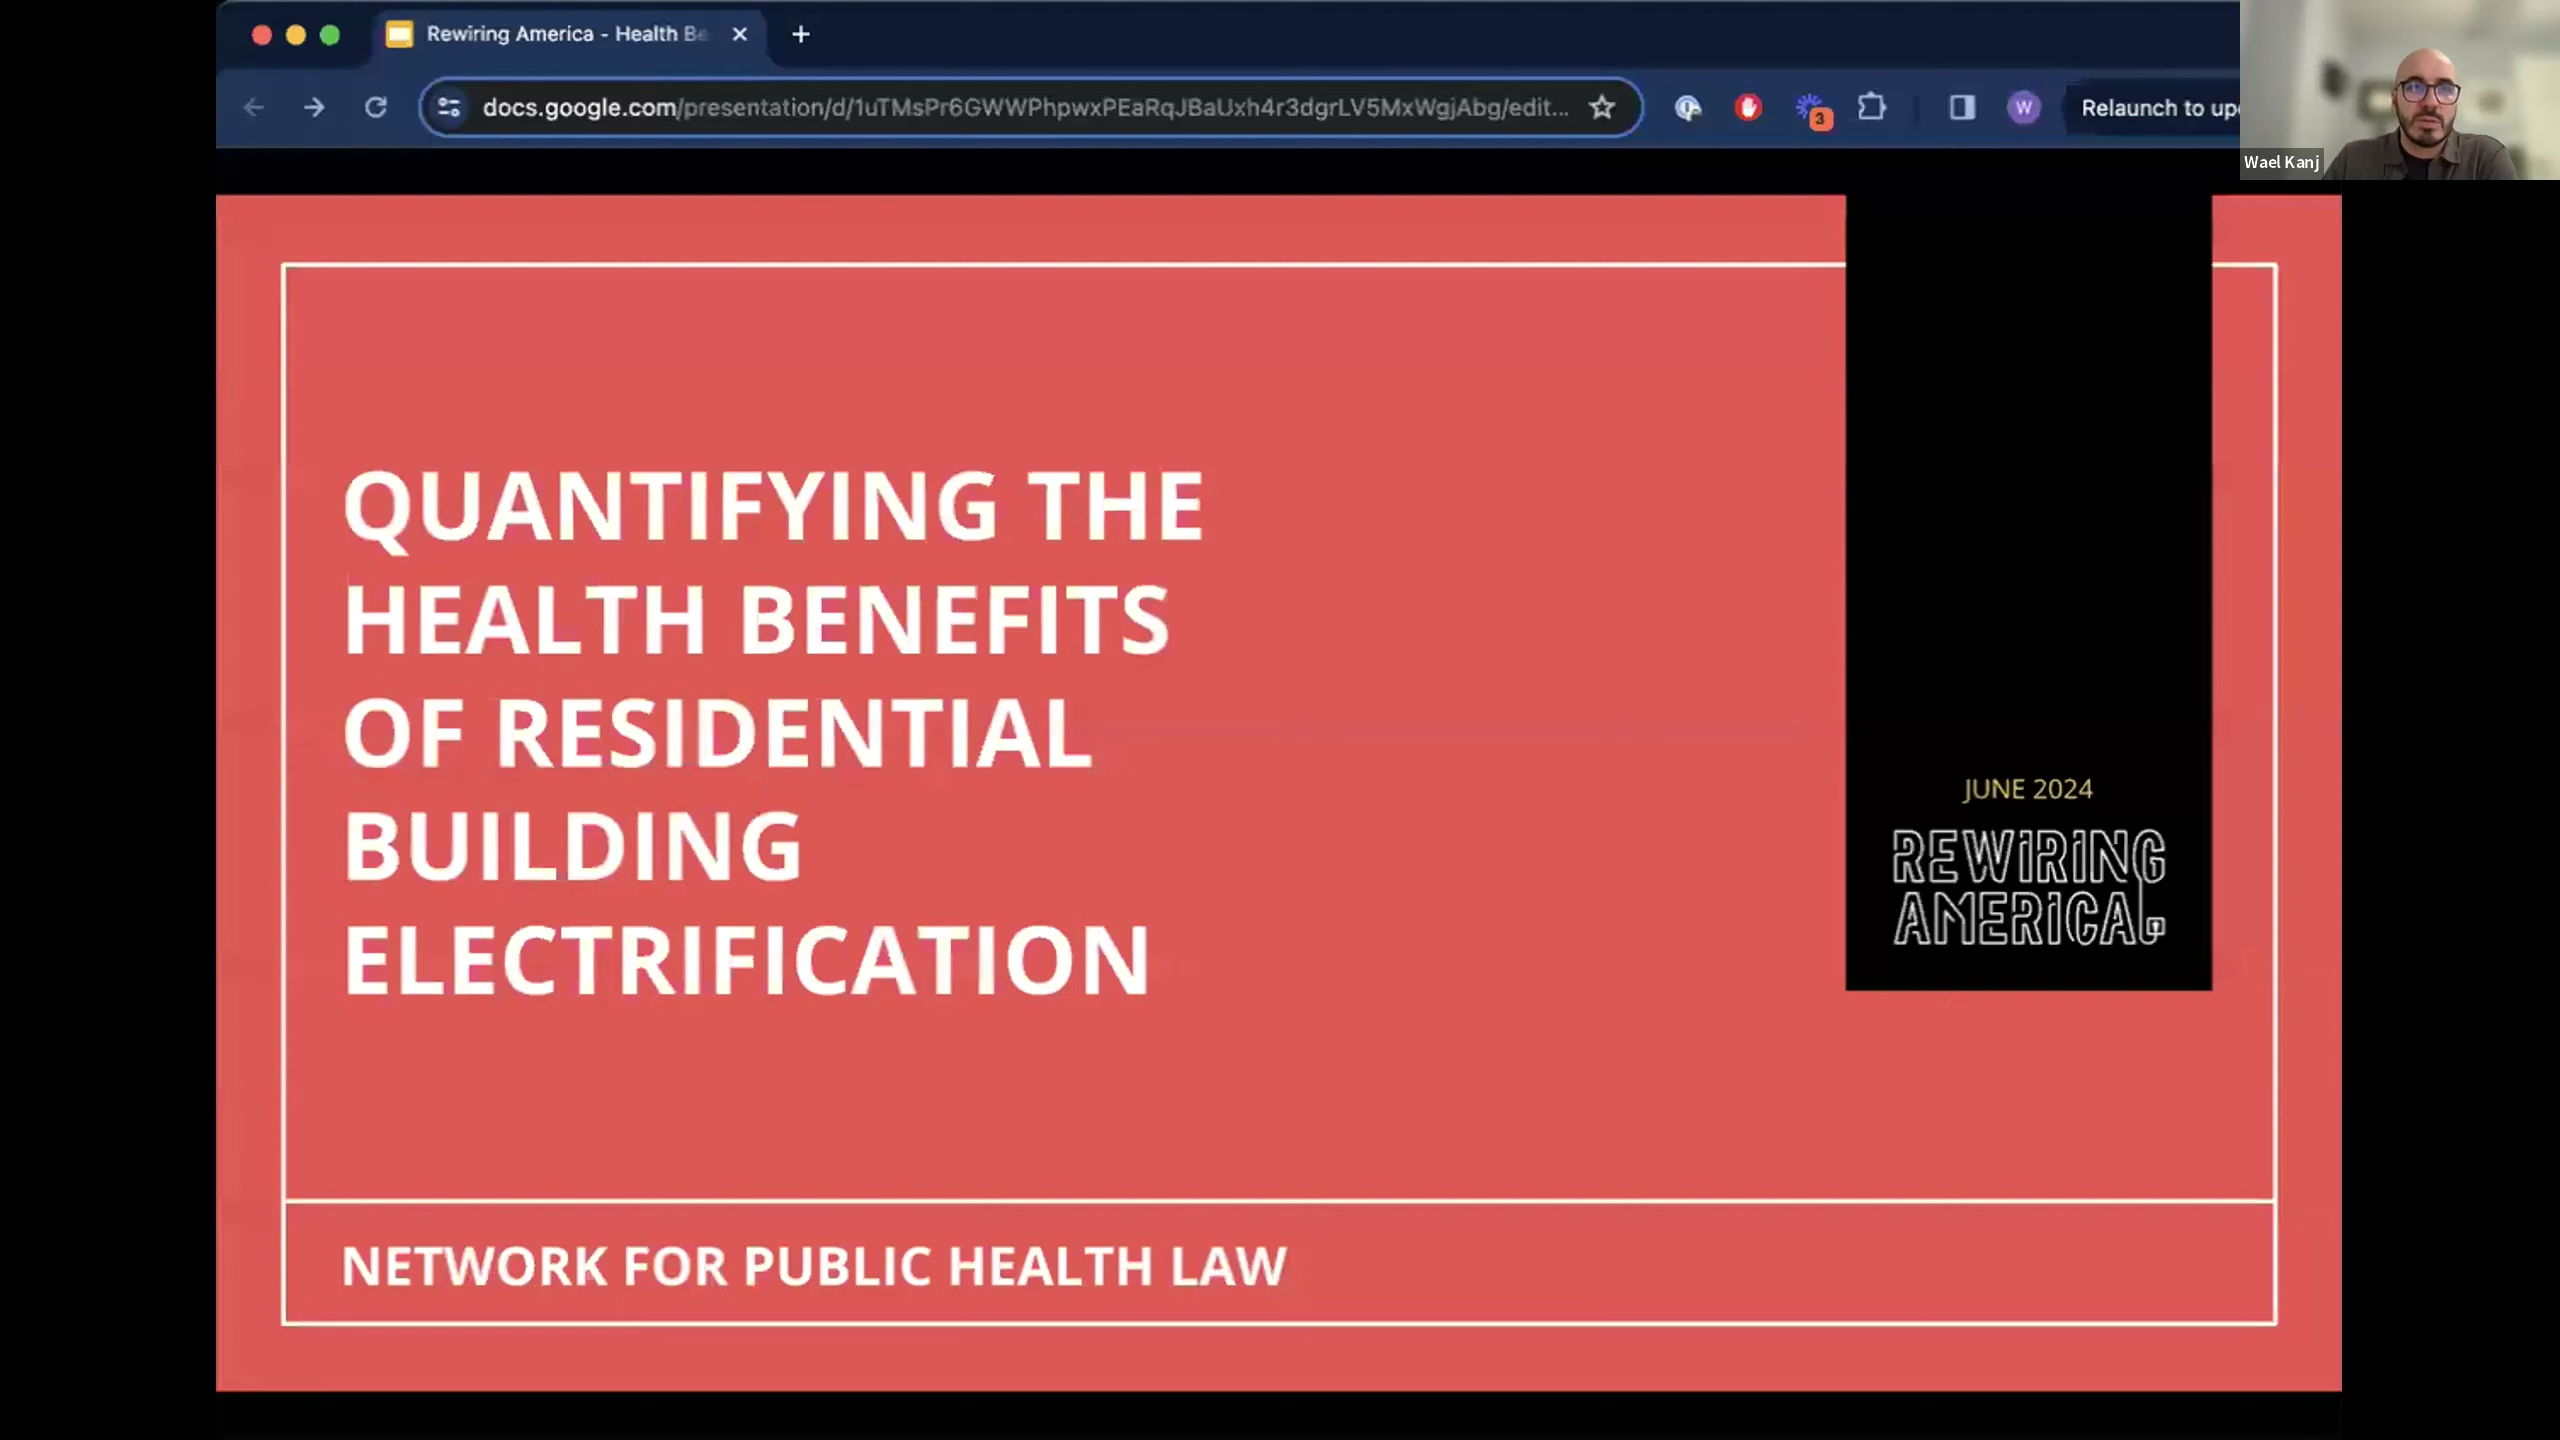 Rewiring America - Health Be
docs.google.com/presentation/d/1uTMsPr6GWWPhpwxPEaRqJBaUxh4r3dgrLV5MxWgjAbg/edit...
3
W
Relaunch to up
Wael Kanj
QUANTIFYING THE
HEALTH BENEFITS
OF RESIDENTIAL
BUILDING
ELECTRIFICATION
JUNE 2024
REWIRING
AMERICA
NETWORK FOR PUBLIC HEALTH LAW